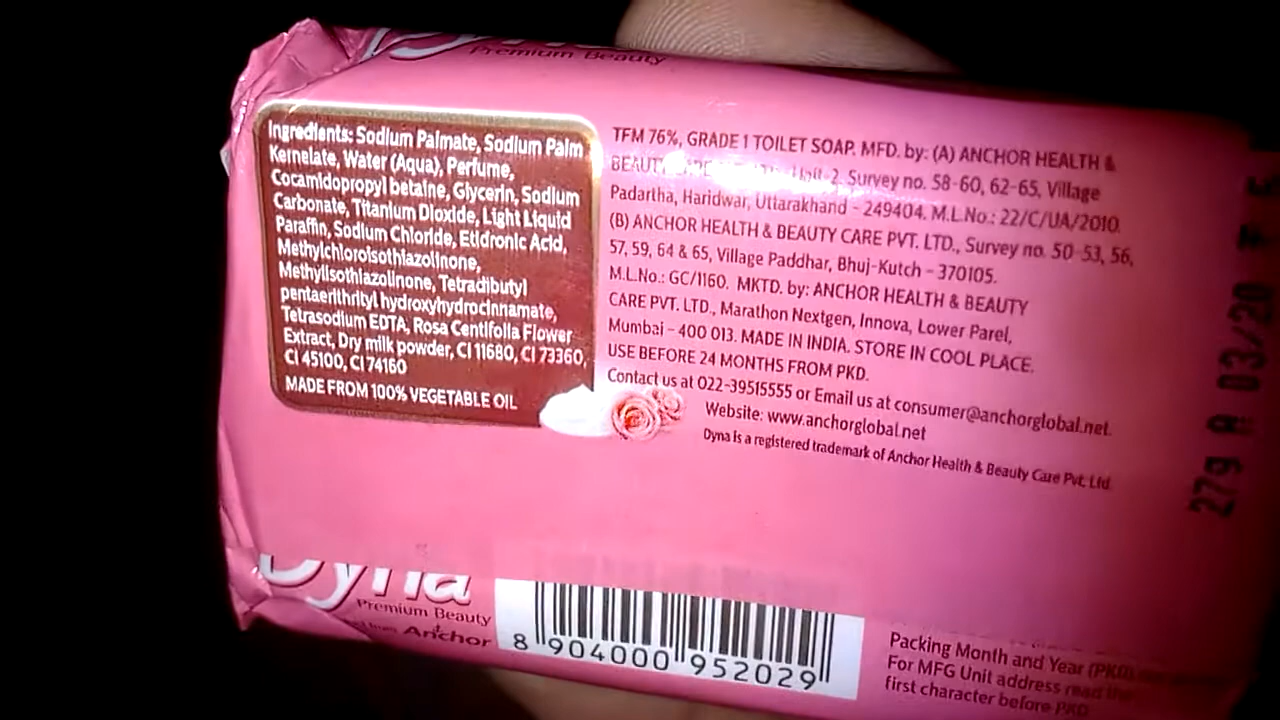 Premium Beauty
Ingredients: Sodium Palmate, Sodium Palm
Kernelate, Water (Aqua), Perfume,
Cocamidopropyl betaine, Glycerin, Sodium
Carbonate, Titanium Dioxide, Light Liquid
Paraffin, Sodium Chloride, Etidronic Acid,
Methylchloroisothiazolinone,
Methylisothiazolinone, Tetradibutyl
pentaerithrityl hydroxyhydrocinnamate,
Tetrasodium EDTA, Rosa Centifolia Flower
Extract, Dry milk powder, CI 11680, CI 73360,
CI 45100, CI 74160
MADE FROM 100% VEGETABLE OIL
TFM 76%, GRADE 1 TOILET SOAP. MFD. by: (A) ANCHOR HEALTH &
BEAUTY Unit-2, Survey no. 58-60, 62-65, Village
Padartha, Haridwar, Uttarakhand - 249404. M.L.No.: 22/C/UA/2010.
(B) ANCHOR HEALTH & BEAUTY CARE PVT. LTD., Survey no. 50-53, 56,
57, 59, 64 & 65, Village Paddhar, Bhuj-Kutch - 370105.
M.L.No.: GC/1160. MKTD. by: ANCHOR HEALTH & BEAUTY
CARE PVT. LTD., Marathon Nextgen, Innova, Lower Parel,
Mumbai - 400 013. MADE IN INDIA. STORE IN COOL PLACE.
USE BEFORE 24 MONTHS FROM PKD.
Contact us at 022-39515555 or Email us at consumer@anchorglobal.net.
Website: www.anchorglobal.net
Dyna is a registered trademark of Anchor Health & Beauty Care Pvt. Ltd.
279 A 03/20
Dyna
Premium Beauty
from Anchor
8 904000 952029
Packing Month and Year (PKD)
For MFG Unit address read the
first character before PKD